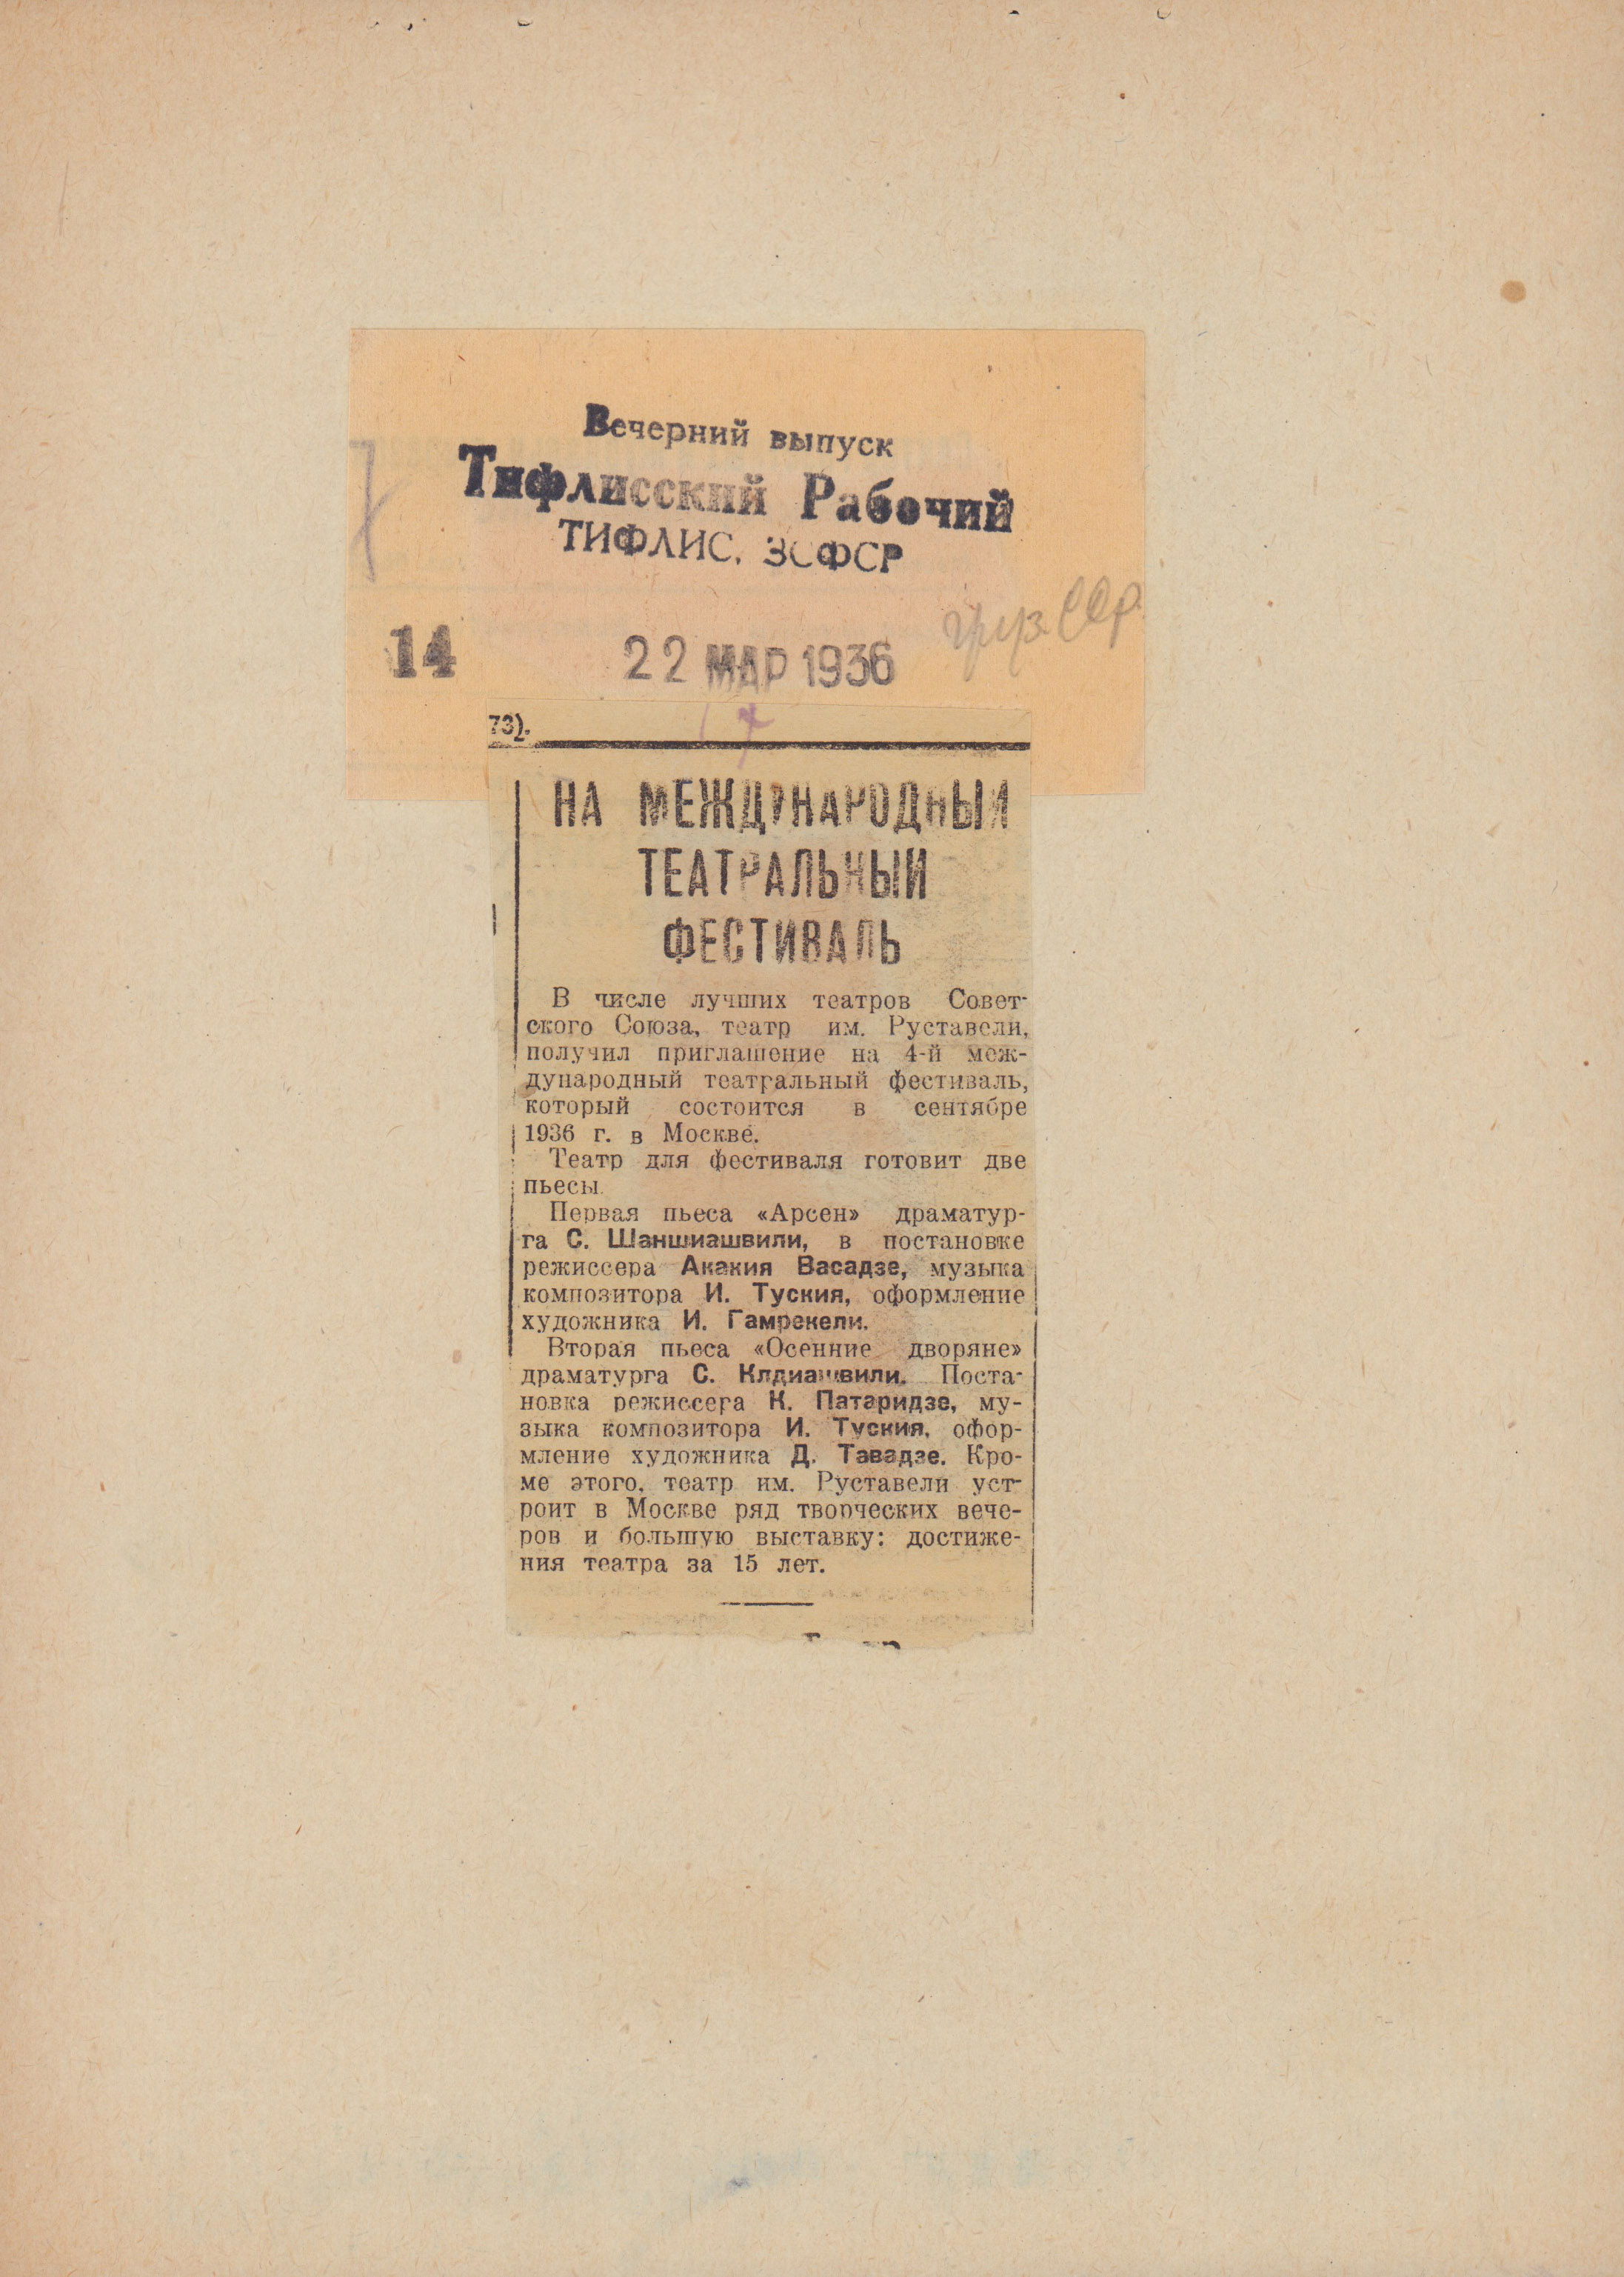 Вечерний выпуск
Тифлисский Рабочий
ТИФЛИС, ЗСФСР
груз. ССР
14
22 МАР 1936
73).
НА МЕЖДУНАРОДНЫЙ
ТЕАТРАЛЬНЫЙ
ФЕСТИВАЛЬ
В числе лучших театров Совет-
ского Союза, театр им. Руставели,
получил приглашение на 4-й меж-
дународный театральный фестиваль,
который состоится в сентябре
1936 г. в Москве.
Театр для фестиваля готовит две
пьесы.
Первая пьеса «Арсен» драматур-
га С. Шаншиашвили, в постановке
режиссера Акакия Васадзе, музыка
композитора И. Туския, оформление
художника И. Гамрекели.
Вторая пьеса «Осенние дворяне»
драматурга С. Клдиашвили. Поста-
новка режиссера К. Патаридзе, му-
зыка композитора И. Туския, офор-
мление художника Д. Тавадзе. Кро-
ме этого, театр им. Руставели уст-
роит в Москве ряд творческих вече-
ров и большую выставку: достиже-
ния театра за 15 лет.